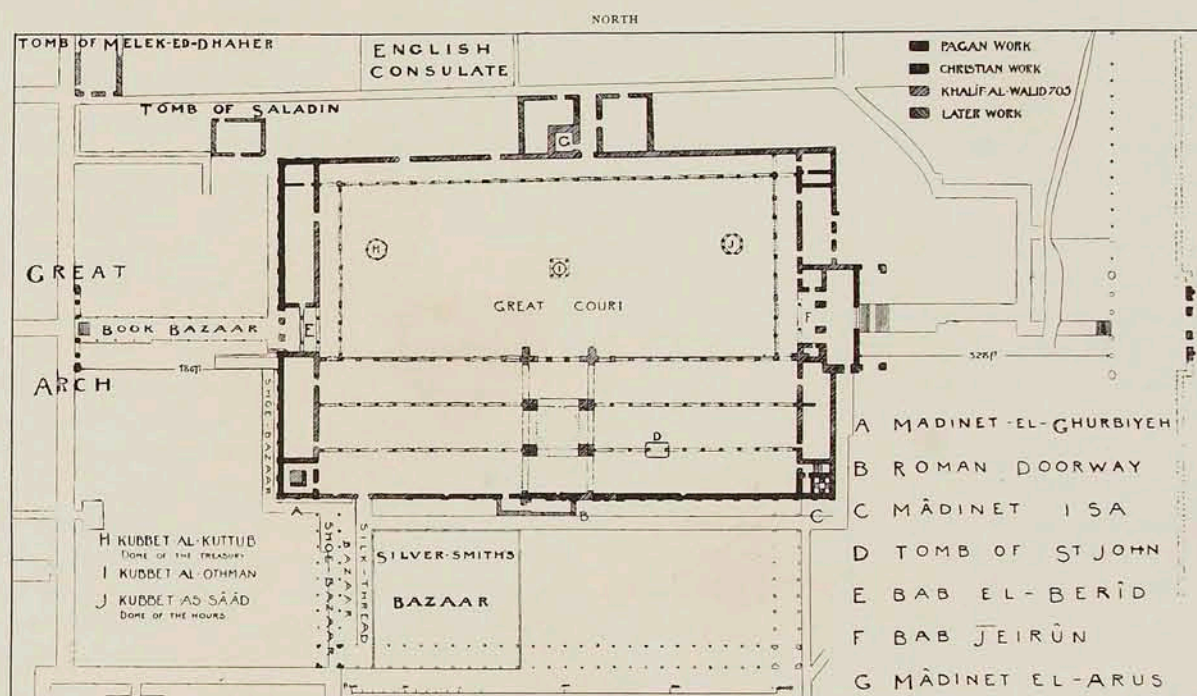 NORTH
TOMB OF MELEK-ED-DHAHER
ENGLISH
CONSULATE
PAGAN WORK
CHRISTIAN WORK
KHALIF AL-WALID 705
LATER WORK
TOMB OF SALADIN
G
H
J
I
GREAT
GREAT COURT
BOOK BAZAAR
E
F
ARCH
SHOE BAZAAR
D
A
B
C
A MADINET-EL-GHURBIYEH
B ROMAN DOORWAY
C MÂDINET ISA
D TOMB OF ST JOHN
E BAB EL-BERÎD
F BAB JEIRÛN
G MÂDINET EL-ARUS
H KUBBET AL-KUTTUB
DOME OF THE TREASURY
I KUBBET AL-OTHMAN
J KUBBET AS SÂÂD
DOME OF THE HOURS
SHOE-BAZAAR
BAZAAR
SILK-THREAD
SILVER-SMITHS
BAZAAR